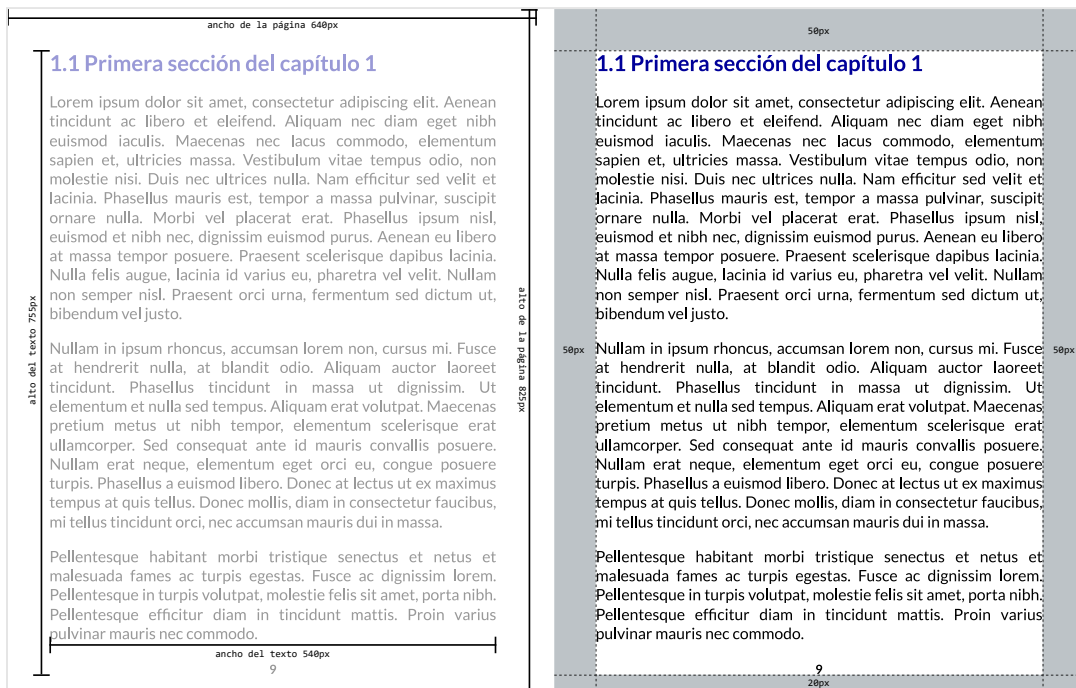 ancho de la página 640px
1.1 Primera sección del capítulo 1
Lorem ipsum dolor sit amet, consectetur adipiscing elit. Aenean
tincidunt ac libero et eleifend. Aliquam nec diam eget nibh
euismod iaculis. Maecenas nec lacus commodo, elementum
sapien et, ultricies massa. Vestibulum vitae tempus odio, non
molestie nisi. Duis nec ultrices nulla. Nam efficitur sed velit et
lacinia. Phasellus mauris est, tempor a massa pulvinar, suscipit
ornare nulla. Morbi vel placerat erat. Phasellus ipsum nisl,
euismod et nibh nec, dignissim euismod purus. Aenean eu libero
at massa tempor posuere. Praesent scelerisque dapibus lacinia.
Nulla felis augue, lacinia id varius eu, pharetra vel velit. Nullam
non semper nisl. Praesent orci urna, fermentum sed dictum ut,
bibendum vel justo.
Nullam in ipsum rhoncus, accumsan lorem non, cursus mi. Fusce
at hendrerit nulla, at blandit odio. Aliquam auctor laoreet
tincidunt. Phasellus tincidunt in massa ut dignissim. Ut
elementum et nulla sed tempus. Aliquam erat volutpat. Maecenas
pretium metus ut nibh tempor, elementum scelerisque erat
ullamcorper. Sed consequat ante id mauris convallis posuere.
Nullam erat neque, elementum eget orci eu, congue posuere
turpis. Phasellus a euismod libero. Donec at lectus ut ex maximus
tempus at quis tellus. Donec mollis, diam in consectetur faucibus,
mi tellus tincidunt orci, nec accumsan mauris dui in massa.
Pellentesque habitant morbi tristique senectus et netus et
malesuada fames ac turpis egestas. Fusce ac dignissim lorem.
Pellentesque in turpis volutpat, molestie felis sit amet, porta nibh.
Pellentesque efficitur diam in tincidunt mattis. Proin varius
pulvinar mauris nec commodo.
ancho del texto 540px
9
alto del texto 755px
alto de la página 825px
50px
1.1 Primera sección del capítulo 1
Lorem ipsum dolor sit amet, consectetur adipiscing elit. Aenean
tincidunt ac libero et eleifend. Aliquam nec diam eget nibh
euismod iaculis. Maecenas nec lacus commodo, elementum
sapien et, ultricies massa. Vestibulum vitae tempus odio, non
molestie nisi. Duis nec ultrices nulla. Nam efficitur sed velit et
lacinia. Phasellus mauris est, tempor a massa pulvinar, suscipit
ornare nulla. Morbi vel placerat erat. Phasellus ipsum nisl,
euismod et nibh nec, dignissim euismod purus. Aenean eu libero
at massa tempor posuere. Praesent scelerisque dapibus lacinia.
Nulla felis augue, lacinia id varius eu, pharetra vel velit. Nullam
non semper nisl. Praesent orci urna, fermentum sed dictum ut,
bibendum vel justo.
50px
Nullam in ipsum rhoncus, accumsan lorem non, cursus mi. Fusce
50px
at hendrerit nulla, at blandit odio. Aliquam auctor laoreet
tincidunt. Phasellus tincidunt in massa ut dignissim. Ut
elementum et nulla sed tempus. Aliquam erat volutpat. Maecenas
pretium metus ut nibh tempor, elementum scelerisque erat
ullamcorper. Sed consequat ante id mauris convallis posuere.
Nullam erat neque, elementum eget orci eu, congue posuere
turpis. Phasellus a euismod libero. Donec at lectus ut ex maximus
tempus at quis tellus. Donec mollis, diam in consectetur faucibus,
mi tellus tincidunt orci, nec accumsan mauris dui in massa.
Pellentesque habitant morbi tristique senectus et netus et
malesuada fames ac turpis egestas. Fusce ac dignissim lorem.
Pellentesque in turpis volutpat, molestie felis sit amet, porta nibh.
Pellentesque efficitur diam in tincidunt mattis. Proin varius
pulvinar mauris nec commodo.
9
20px